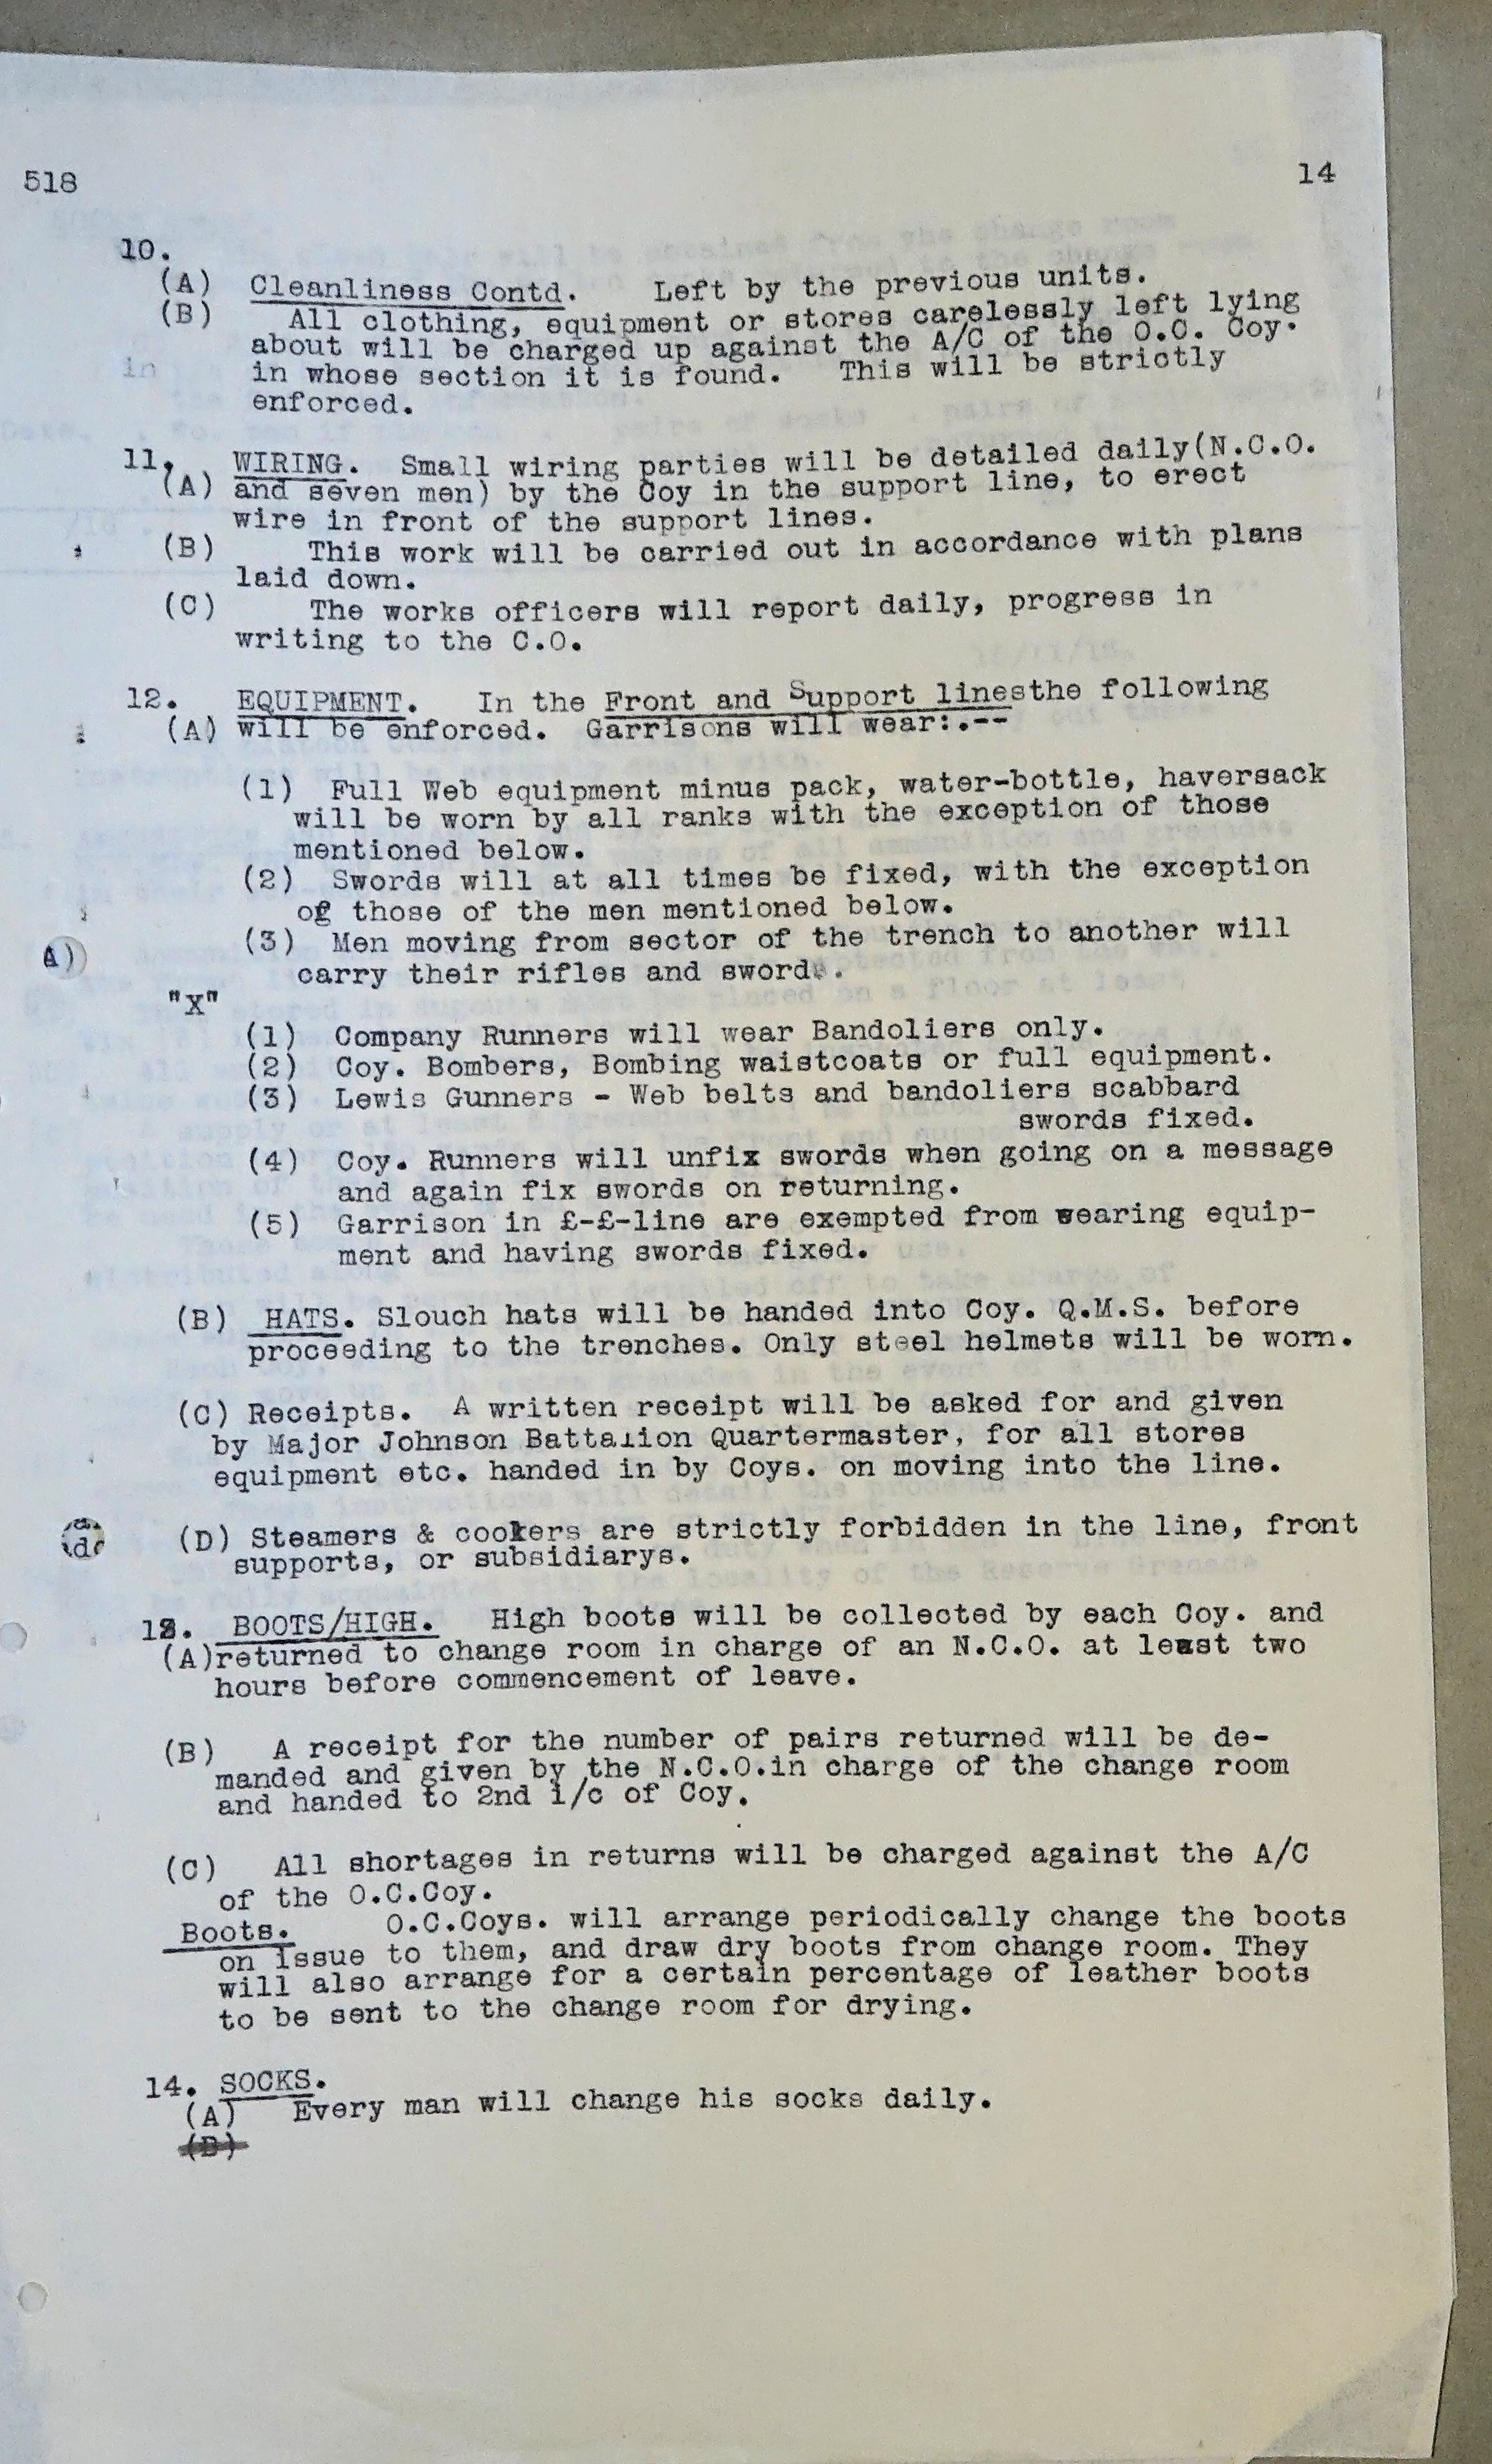 518
14
10.
(A) Cleanliness Contd. Left by the previous units.
(B) All clothing, equipment or stores carelessly left lying
about will be charged up against the A/C of the O.C. Coy.
in whose section it is found. This will be strictly
enforced.
11. WIRING. Small wiring parties will be detailed daily(N.C.O.
(A) and seven men) by the Coy in the support line, to erect
wire in front of the support lines.
(B) This work will be carried out in accordance with plans
laid down.
(C) The works officers will report daily, progress in
writing to the C.O.
12. EQUIPMENT. In the Front and Support linesthe following
(A) will be enforced. Garrisons will wear:.--
(1) Full Web equipment minus pack, water-bottle, haversack
will be worn by all ranks with the exception of those
mentioned below.
(2) Swords will at all times be fixed, with the exception
of those of the men mentioned below.
(3) Men moving from sector of the trench to another will
carry their rifles and swords.
A)
"X"
(1) Company Runners will wear Bandoliers only.
(2) Coy. Bombers, Bombing waistcoats or full equipment.
(3) Lewis Gunners - Web belts and bandoliers scabbard
swords fixed.
(4) Coy. Runners will unfix swords when going on a message
and again fix swords on returning.
(5) Garrison in £-£-line are exempted from wearing equip-
ment and having swords fixed.
(B) HATS. Slouch hats will be handed into Coy. Q.M.S. before
proceeding to the trenches. Only steel helmets will be worn.
(C) Receipts. A written receipt will be asked for and given
by Major Johnson Battalion Quartermaster, for all stores
equipment etc. handed in by Coys. on moving into the line.
(D) Steamers & cookers are strictly forbidden in the line, front
supports, or subsidiarys.
13. BOOTS/HIGH. High boots will be collected by each Coy. and
(A)returned to change room in charge of an N.C.O. at least two
hours before commencement of leave.
(B) A receipt for the number of pairs returned will be de-
manded and given by the N.C.O.in charge of the change room
and handed to 2nd i/c of Coy.
(C) All shortages in returns will be charged against the A/C
of the O.C.Coy.
Boots. O.C.Coys. will arrange periodically change the boots
on issue to them, and draw dry boots from change room. They
will also arrange for a certain percentage of leather boots
to be sent to the change room for drying.
14. SOCKS.
(A) Every man will change his socks daily.
(B)